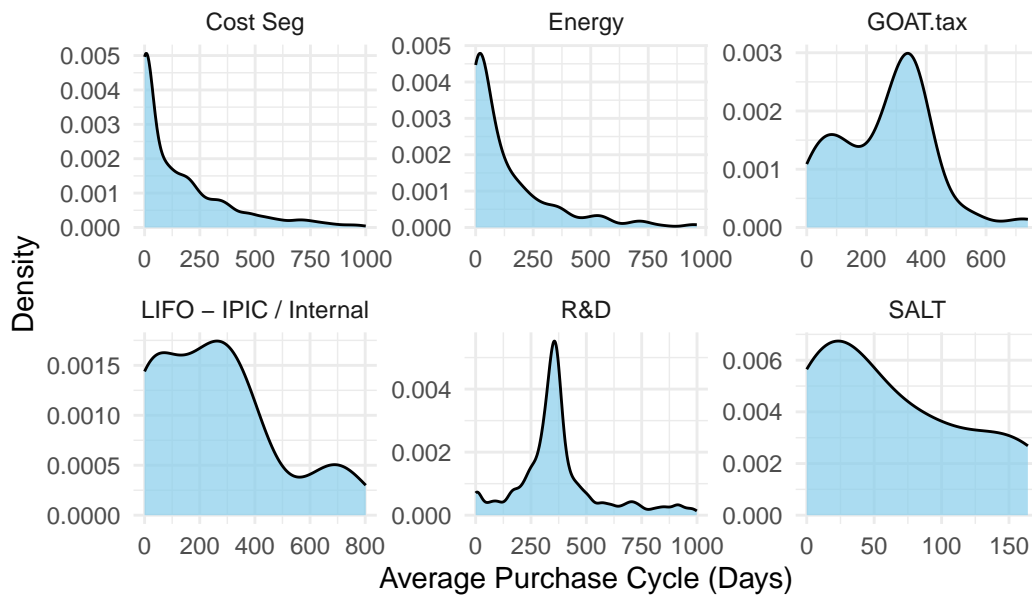 Cost Seg
Energy
GOAT.tax
0.005
0.004
0.003
0.002
0.001
0.000
0 250 500 750 1000
0.005
0.004
0.003
0.002
0.001
0.000
0 250 500 750 1000
0.003
0.002
0.001
0.000
0 200 400 600
Density
LIFO − IPIC / Internal
R&D
SALT
0.0015
0.0010
0.0005
0.0000
0 200 400 600 800
0.004
0.002
0.000
0 250 500 750 1000
0.006
0.004
0.002
0.000
0 50 100 150
Average Purchase Cycle (Days)